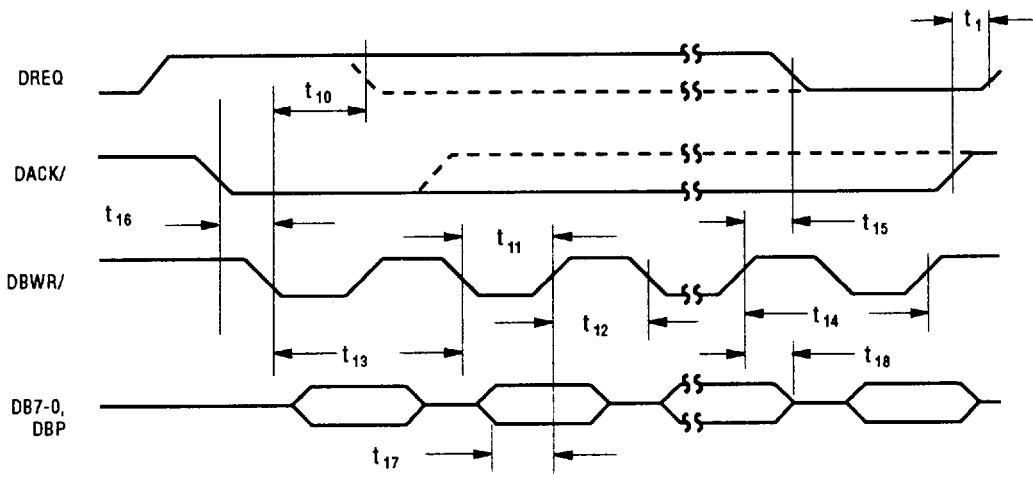 t1
DREQ
t10
DACK/
t16
t11
t15
DBWR/
t12
t14
t13
t18
DB7-0,
DBP
t17